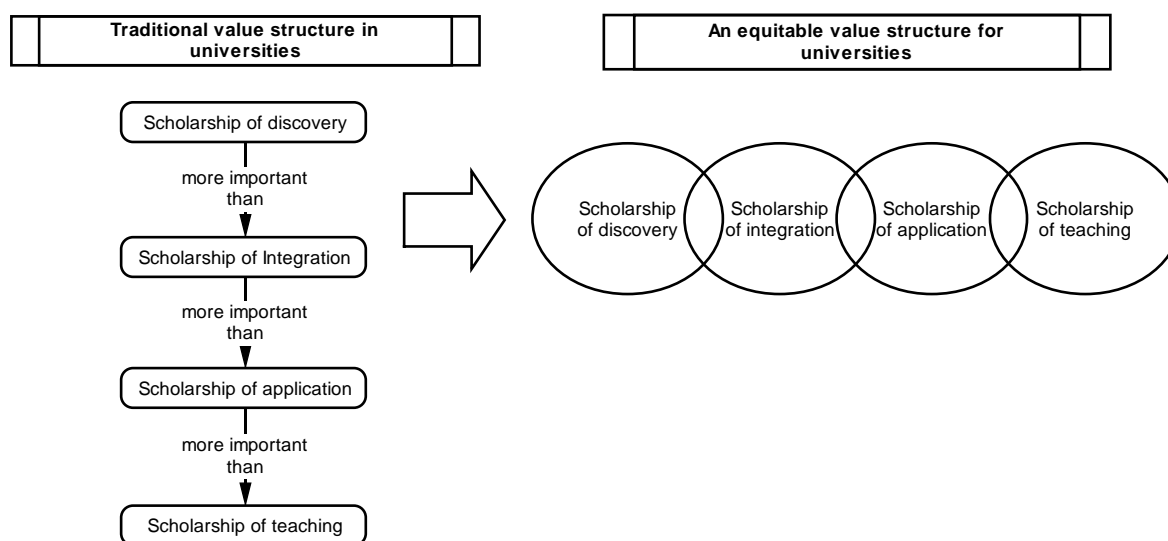 Traditional value structure in
universities
An equitable value structure for
universities
Scholarship of discovery
more important
than
Scholarship of Integration
more important
than
Scholarship of application
more important
than
Scholarship of teaching
Scholarship
of discovery
Scholarship
of integration
Scholarship
of application
Scholarship
of teaching